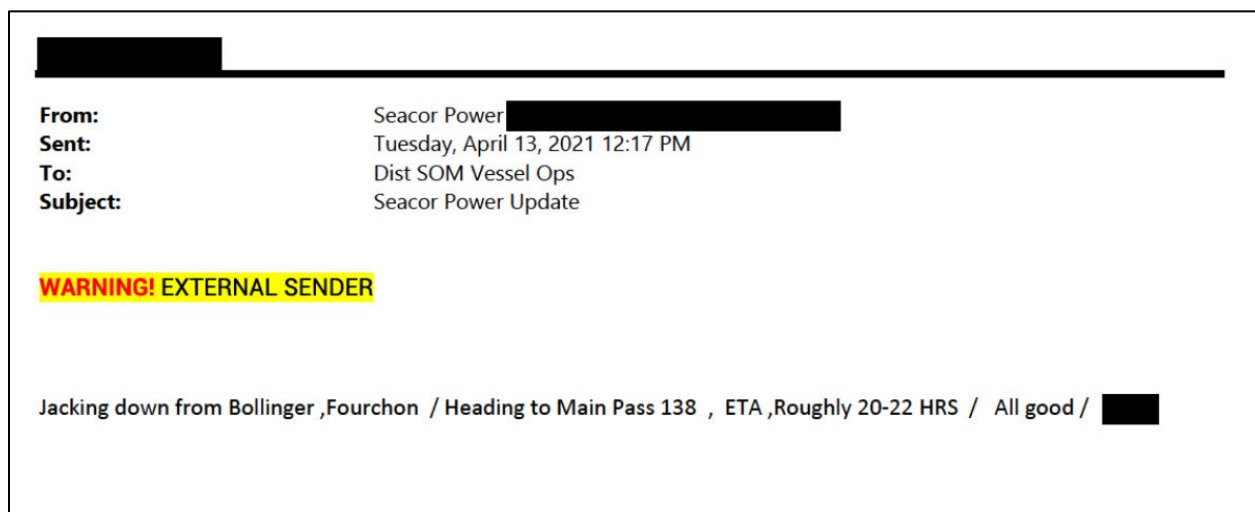 From: Seacor Power
Sent: Tuesday, April 13, 2021 12:17 PM
To: Dist SOM Vessel Ops
Subject: Seacor Power Update
WARNING! EXTERNAL SENDER
Jacking down from Bollinger ,Fourchon / Heading to Main Pass 138 , ETA ,Roughly 20-22 HRS / All good /